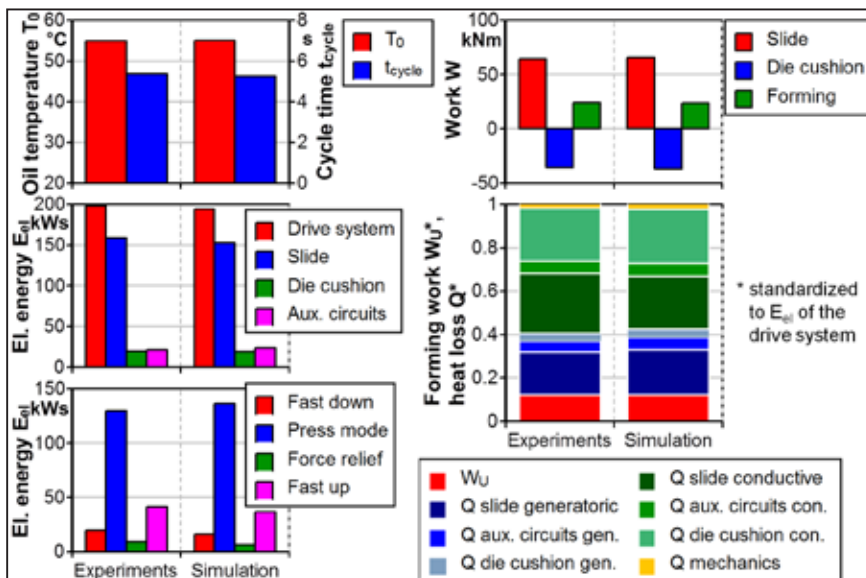 Oil temperature T₀
°C
60
50
40
30
20
8
s
6
4
2
0
Cycle time tcycle
T₀
tcycle
Work W
100
kNm
50
0
-50
Slide
Die cushion
Forming
El. energy Eel
200
kWs
150
100
50
0
Drive system
Slide
Die cushion
Aux. circuits
El. energy Eel
150
kWs
100
50
0
Fast down
Press mode
Force relief
Fast up
Experiments Simulation
Forming work WU*,
heat loss Q*
1
0.8
0.6
0.4
0.2
0
Experiments Simulation
* standardized
to Eel of the
drive system
WU
Q slide generatoric
Q aux. circuits gen.
Q die cushion gen.
Q slide conductive
Q aux. circuits con.
Q die cushion con.
Q mechanics